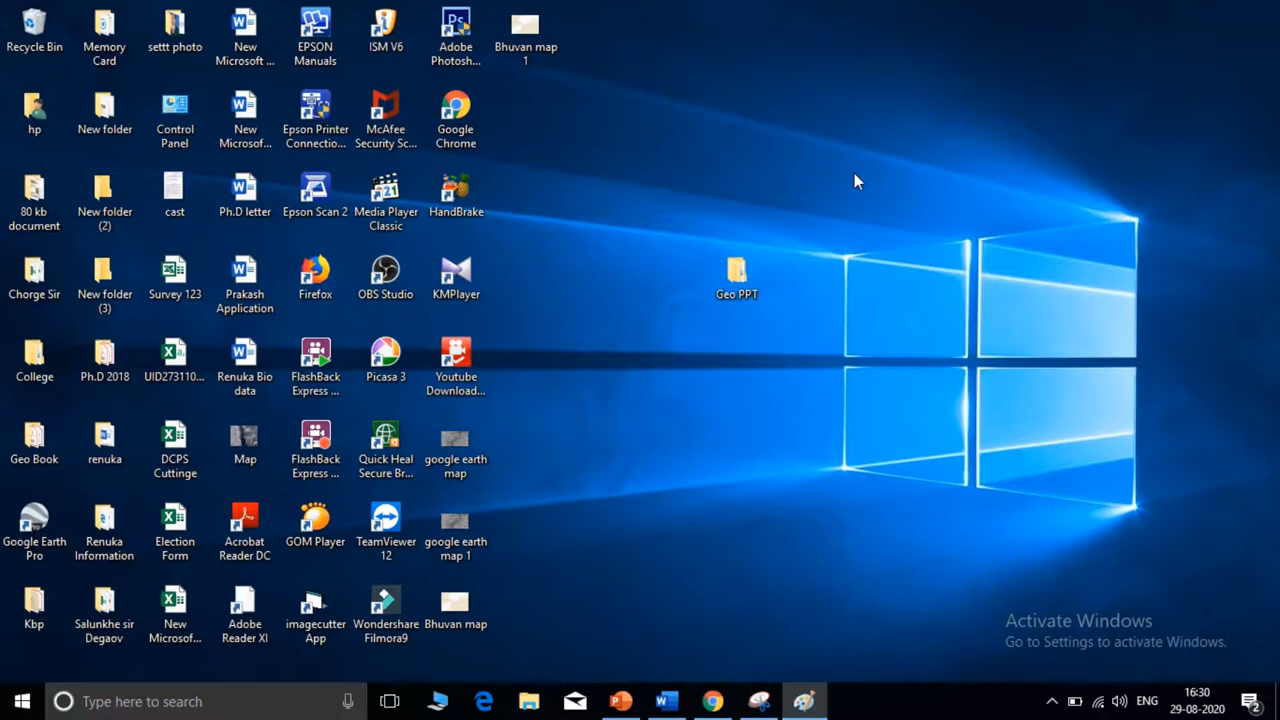 Recycle Bin
Memory
Card
settt photo
New
Microsoft ...
EPSON
Manuals
ISM V6
Adobe
Photosh...
Bhuvan map
1
hp
New folder
Control
Panel
New
Microsof...
Epson Printer
Connectio...
McAfee
Security Sc...
Google
Chrome
80 kb
document
New folder
(2)
cast
Ph.D letter
Epson Scan 2
Media Player
Classic
HandBrake
Chorge Sir
New folder
(3)
Survey 123
Prakash
Application
Firefox
OBS Studio
KMPlayer
Geo PPT
College
Ph.D 2018
UID273110...
Renuka Bio
data
FlashBack
Express ...
Picasa 3
Youtube
Download...
Geo Book
renuka
DCPS
Cuttinge
Map
FlashBack
Express ...
Quick Heal
Secure Br...
google earth
map
Google Earth
Pro
Renuka
Information
Election
Form
Acrobat
Reader DC
GOM Player
TeamViewer
12
google earth
map 1
Kbp
Salunkhe sir
Degaov
New
Microsof...
Adobe
Reader XI
imagecutter
App
Wondershare
Filmora9
Bhuvan map
Activate Windows
Go to Settings to activate Windows.
Type here to search
ENG
16:30
29-08-2020
2